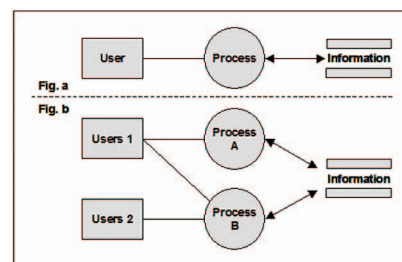 User
Process
Information
Fig. a
Fig. b
Users 1
Process
A
Information
Users 2
Process
B